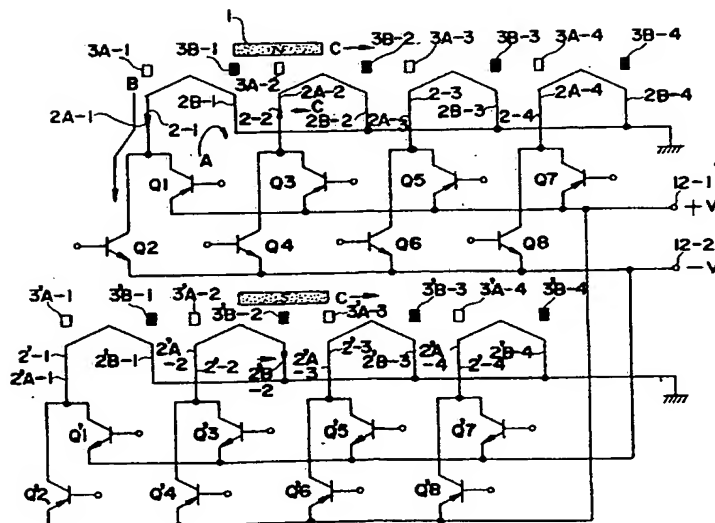 1
N C
3A-1 3B-1 3A-2 3B-2 3A-3 3B-3 3A-4 3B-4
B
2A-1 2-1 2B-1 2-2 2A-2 C 2B-2 2A-3 2-3 2B-3 2-4 2A-4 2B-4
A
Q1 Q3 Q5 Q7
12-1
+V
Q2 Q4 Q6 Q8
12-2
-V
3'A-1 3'B-1 3'A-2 3'B-2 S C 3'A-3 3'B-3 3'A-4 3'B-4
2'-1 2'A-1 2'B-1 2'A-2 2'-2 2'B-2 2'A-3 2'-3 2'B-3 2'A-4 2'-4 2'B-4
Q'1 Q'3 Q'5 Q'7
Q'2 Q'4 Q'6 Q'8